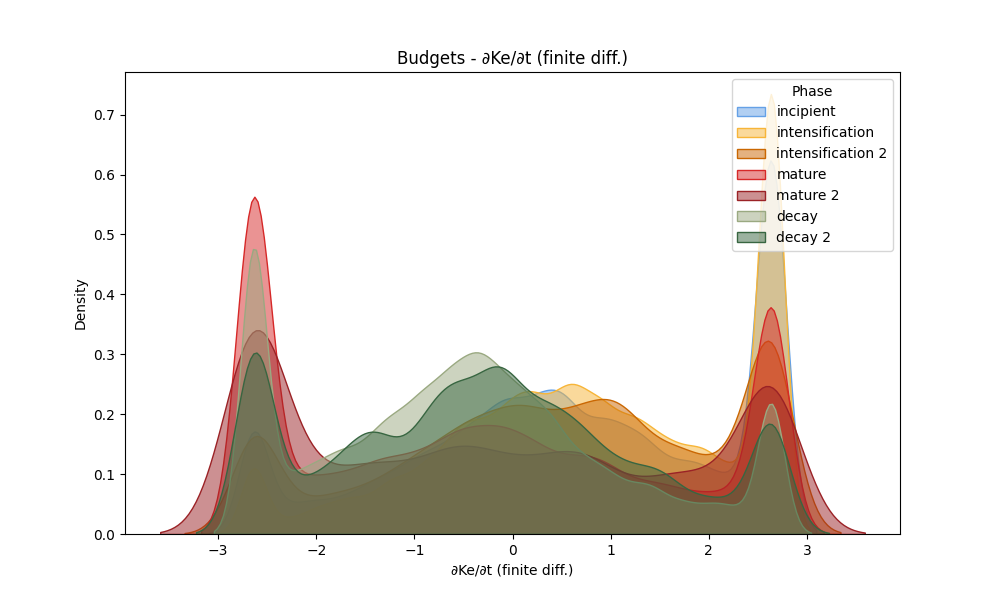 Budgets - ∂Ke/∂t (finite diff.)
Phase
incipient
intensification
intensification 2
mature
mature 2
decay
decay 2
Density
0.7
0.6
0.5
0.4
0.3
0.2
0.1
0.0
−3
−2
−1
0
1
2
3
∂Ke/∂t (finite diff.)